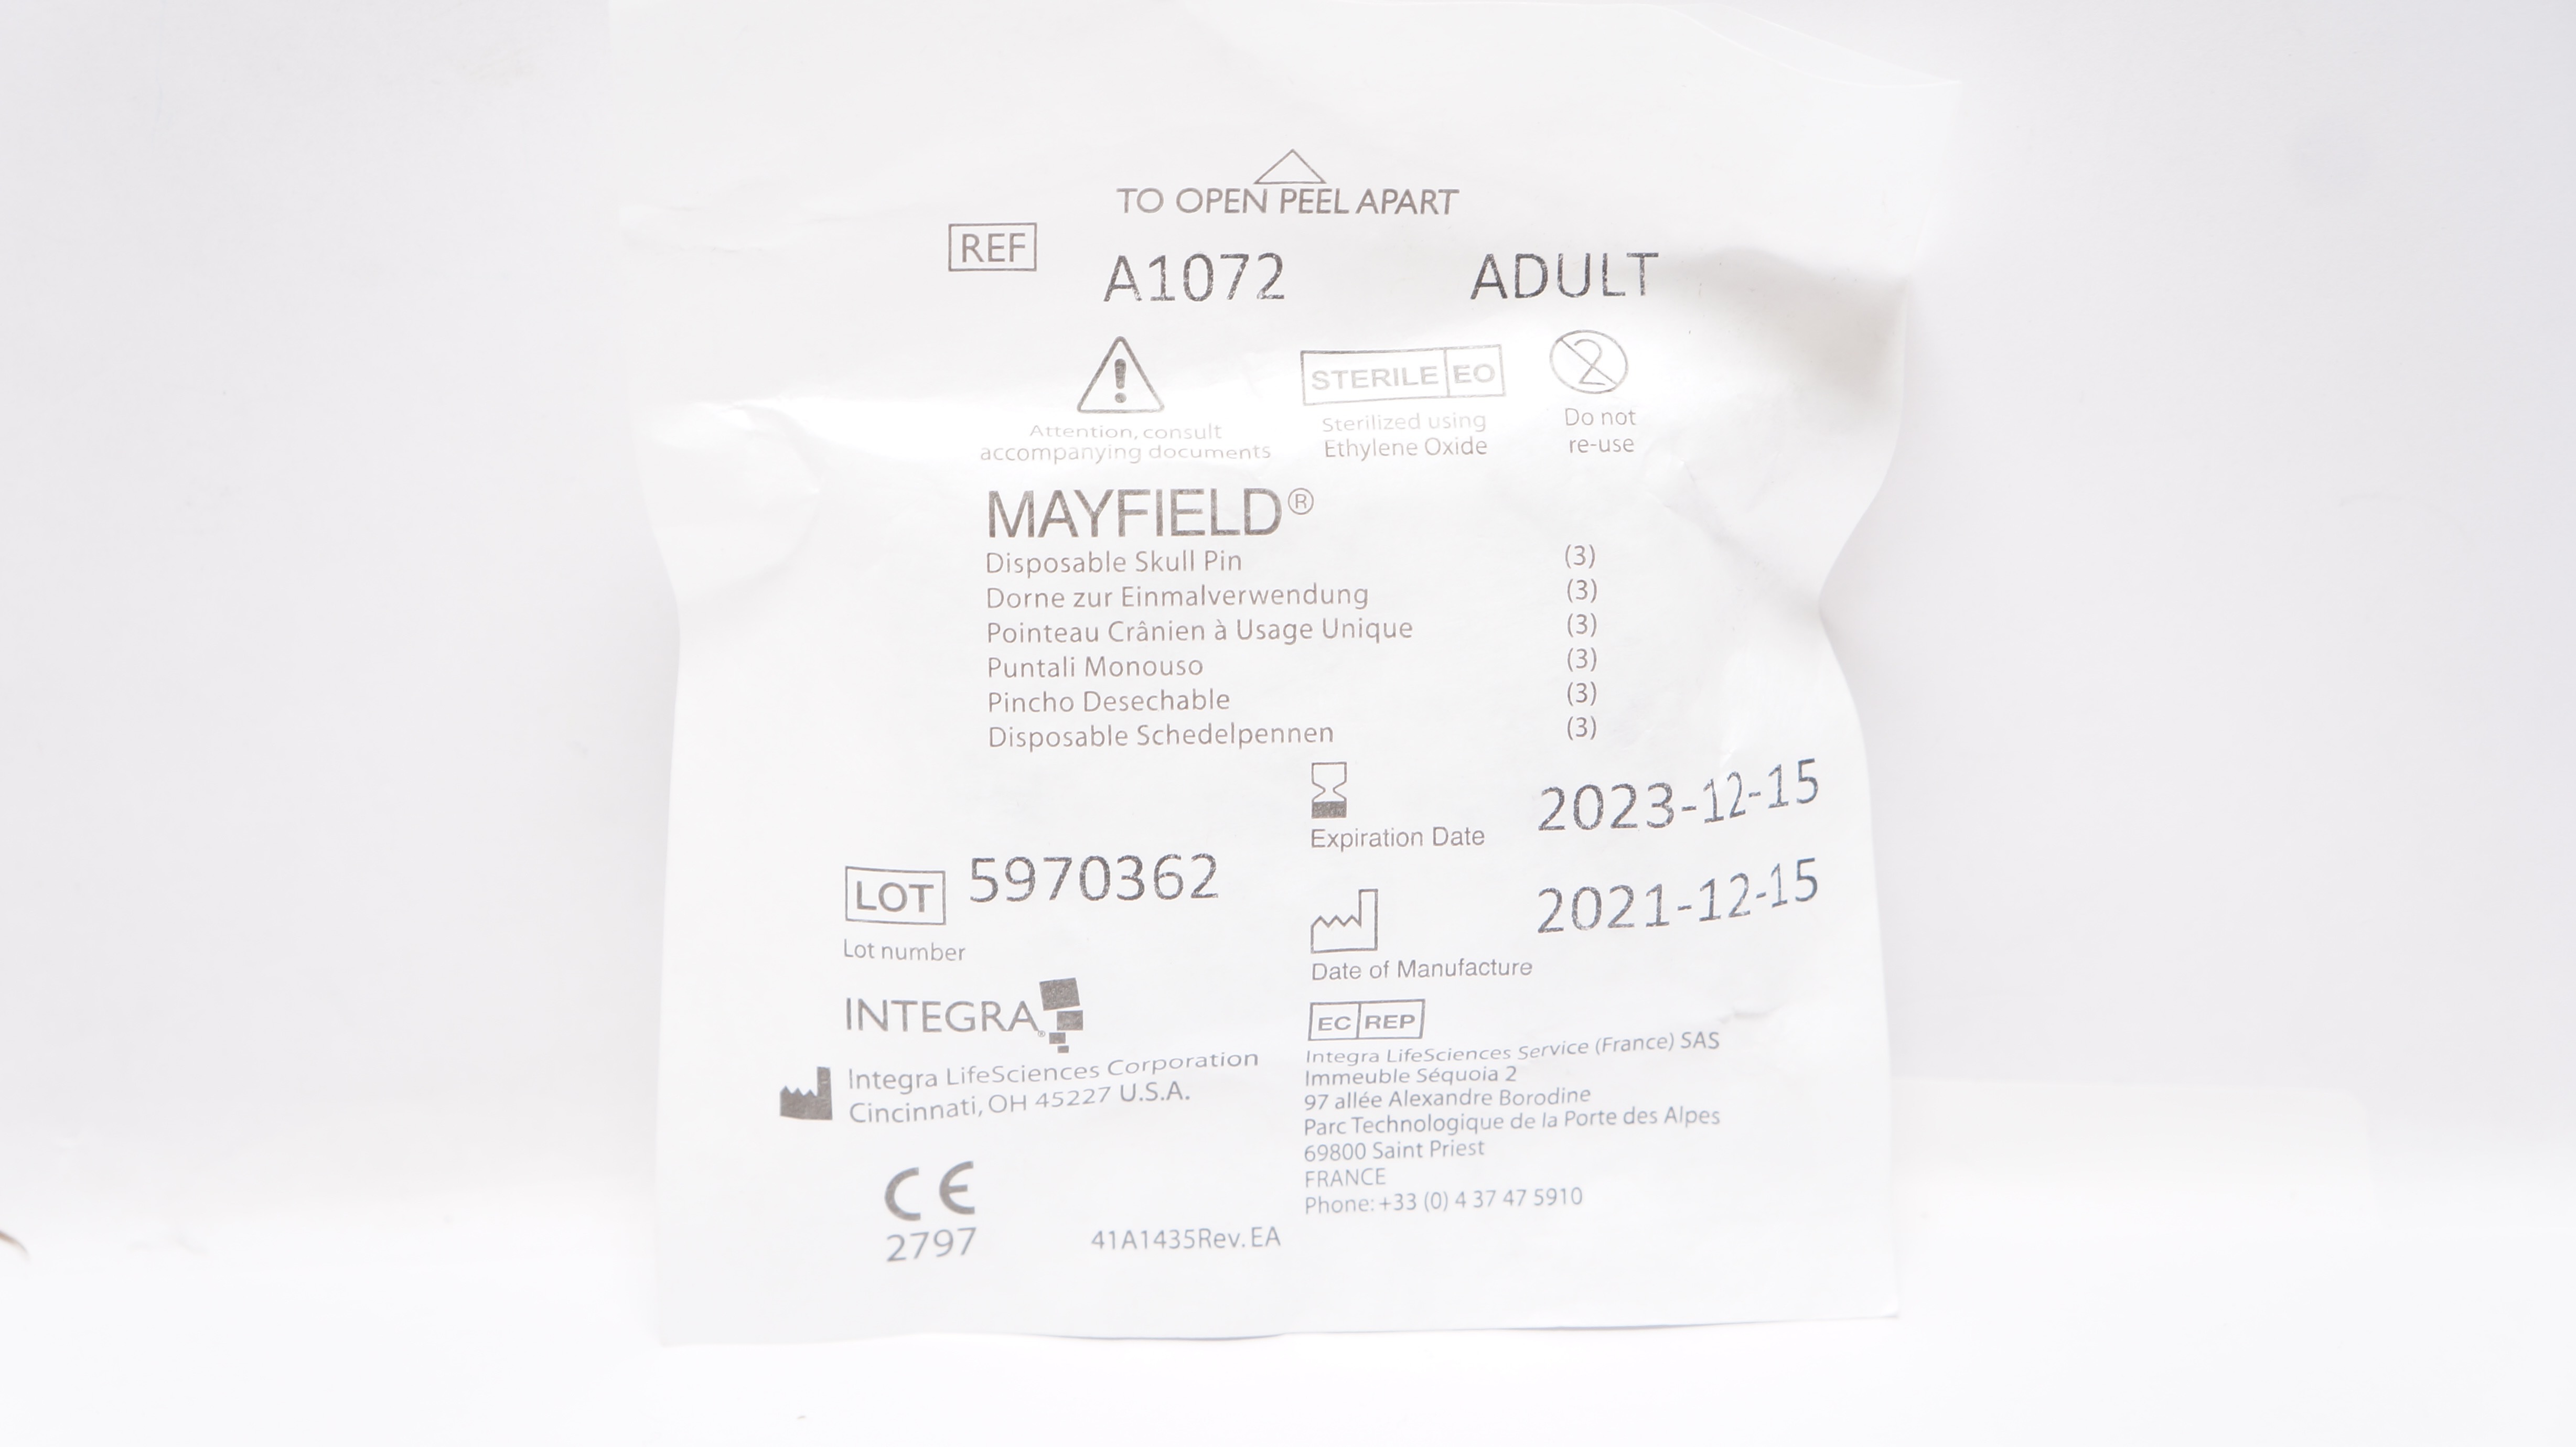 TO OPEN PEEL APART
REF A1072 ADULT
STERILE EO
2
Attention, consult
accompanying documents
Sterilized using
Ethylene Oxide
Do not
re-use
MAYFIELD®
Disposable Skull Pin (3)
Dorne zur Einmalverwendung (3)
Pointeau Crânien à Usage Unique (3)
Puntali Monouso (3)
Pincho Desechable (3)
Disposable Schedelpennen (3)
Expiration Date 2023-12-15
LOT 5970362
Lot number
2021-12-15
Date of Manufacture
INTEGRA®
Integra LifeSciences Corporation
Cincinnati, OH 45227 U.S.A.
EC REP
Integra LifeSciences Service (France) SAS
Immeuble Séquoia 2
97 allée Alexandre Borodine
Parc Technologique de la Porte des Alpes
69800 Saint Priest
FRANCE
Phone: +33 (0) 4 37 47 5910
CE
2797
41A1435Rev. EA